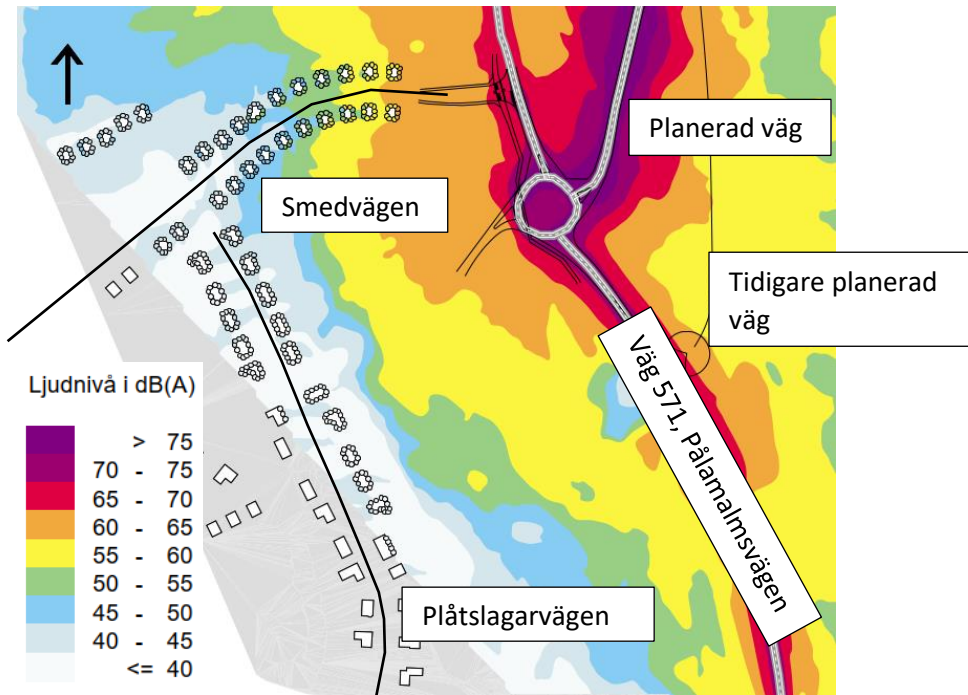 Planerad väg
Smedvägen
Tidigare planerad
väg
Väg 571, Pålamalmsvägen
Ljudnivå i dB(A)
> 75
70 - 75
65 - 70
60 - 65
55 - 60
50 - 55
45 - 50
40 - 45
<= 40
Plåtslagarvägen